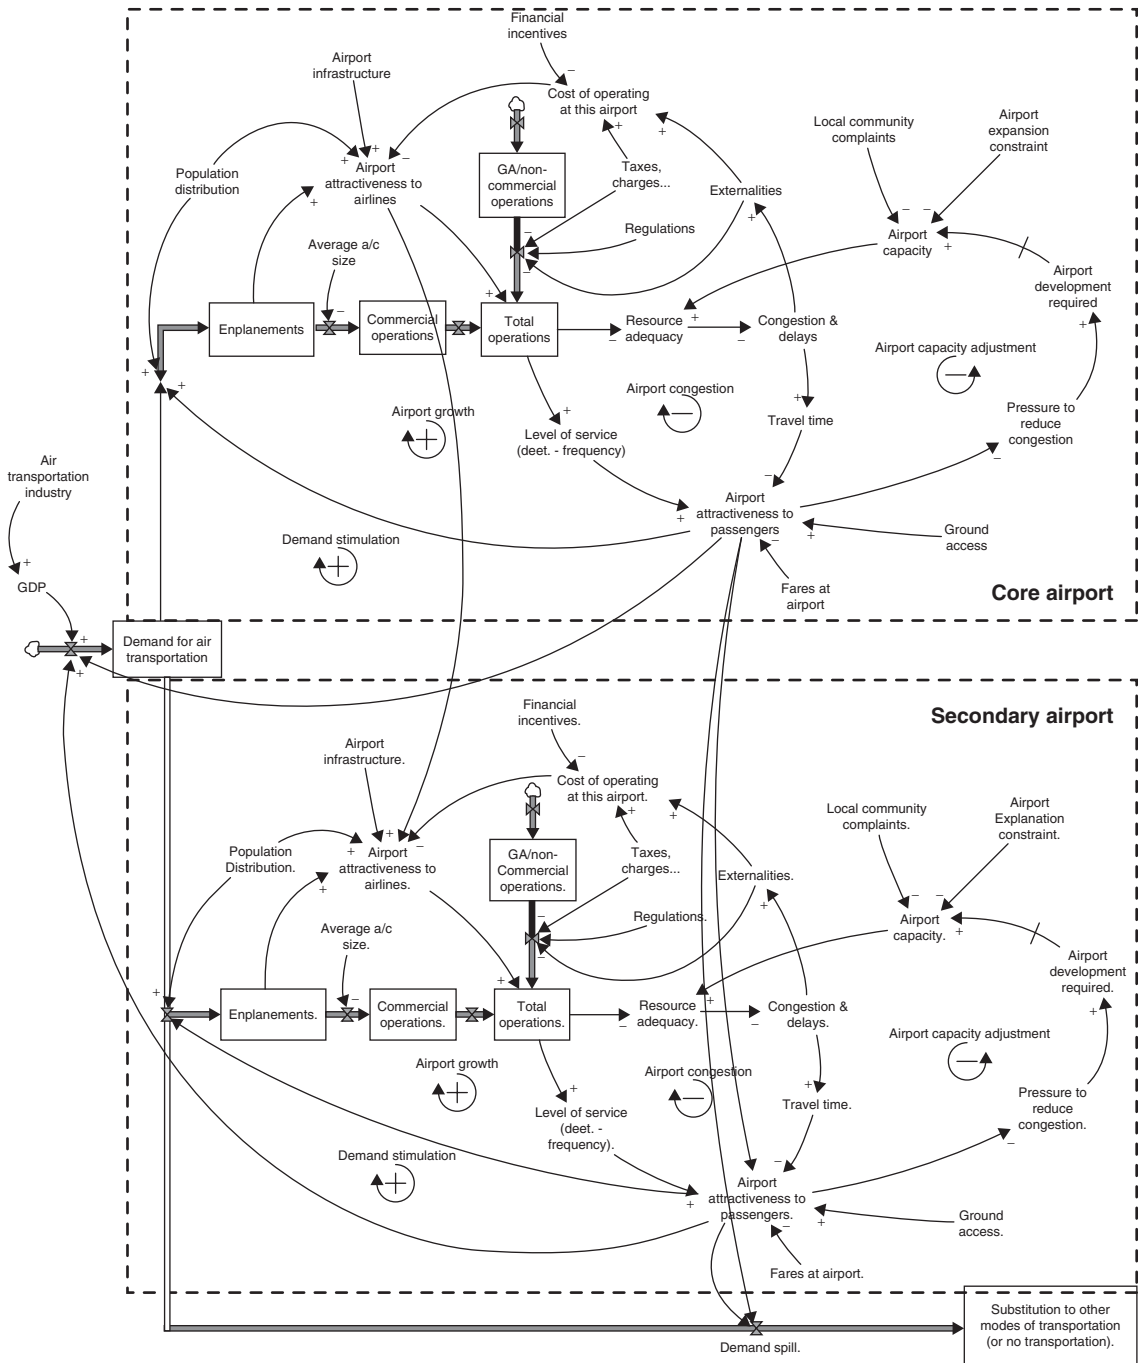 Financial
incentives
Airport
infrastructure
Cost of operating
at this airport
Local community
complaints
Airport
expansion
constraint
Population
distribution
Airport
attractiveness to
airlines
GA/non-
commercial
operations
Taxes,
charges...
Externalities
Average a/c
size
Regulations
Airport
capacity
Airport
development
required
Enplanements
Commercial
operations
Total
operations
Resource
adequacy
Congestion &
delays
Airport capacity adjustment
Airport growth
Airport congestion
Level of service
(deet. - frequency)
Travel time
Pressure to
reduce
congestion
Air
transportation
industry
Airport
attractiveness to
passengers
Ground
access
Demand stimulation
GDP
Fares at
airport
Core airport
Demand for air
transportation
Secondary airport
Financial
incentives.
Airport
infrastructure.
Cost of operating
at this airport.
Local community
complaints.
Airport
Explanation
constraint.
Population
Distribution.
Airport
attractiveness to
airlines.
GA/non-
Commercial
operations.
Taxes,
charges...
Externalities.
Average a/c
size.
Regulations.
Airport
capacity.
Airport
development
required.
Enplanements.
Commercial
operations.
Total
operations.
Resource
adequacy.
Congestion &
delays.
Airport capacity adjustment
Airport growth
Airport congestion
Level of service
(deet. -
frequency).
Travel time.
Pressure to
reduce
congestion.
Demand stimulation
Airport
attractiveness to
passengers.
Ground
access.
Fares at airport.
Demand spill.
Substitution to other
modes of transportation
(or no transportation).